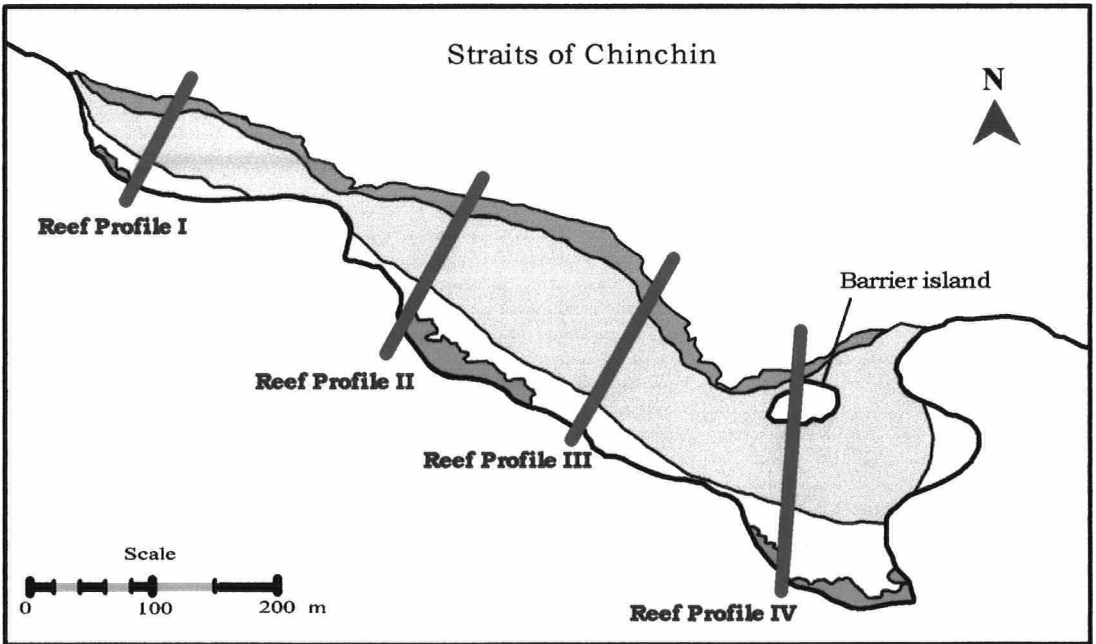 Straits of Chinchin
N
Reef Profile I
Barrier island
Reef Profile II
Reef Profile III
Scale
0 100 200 m
Reef Profile IV